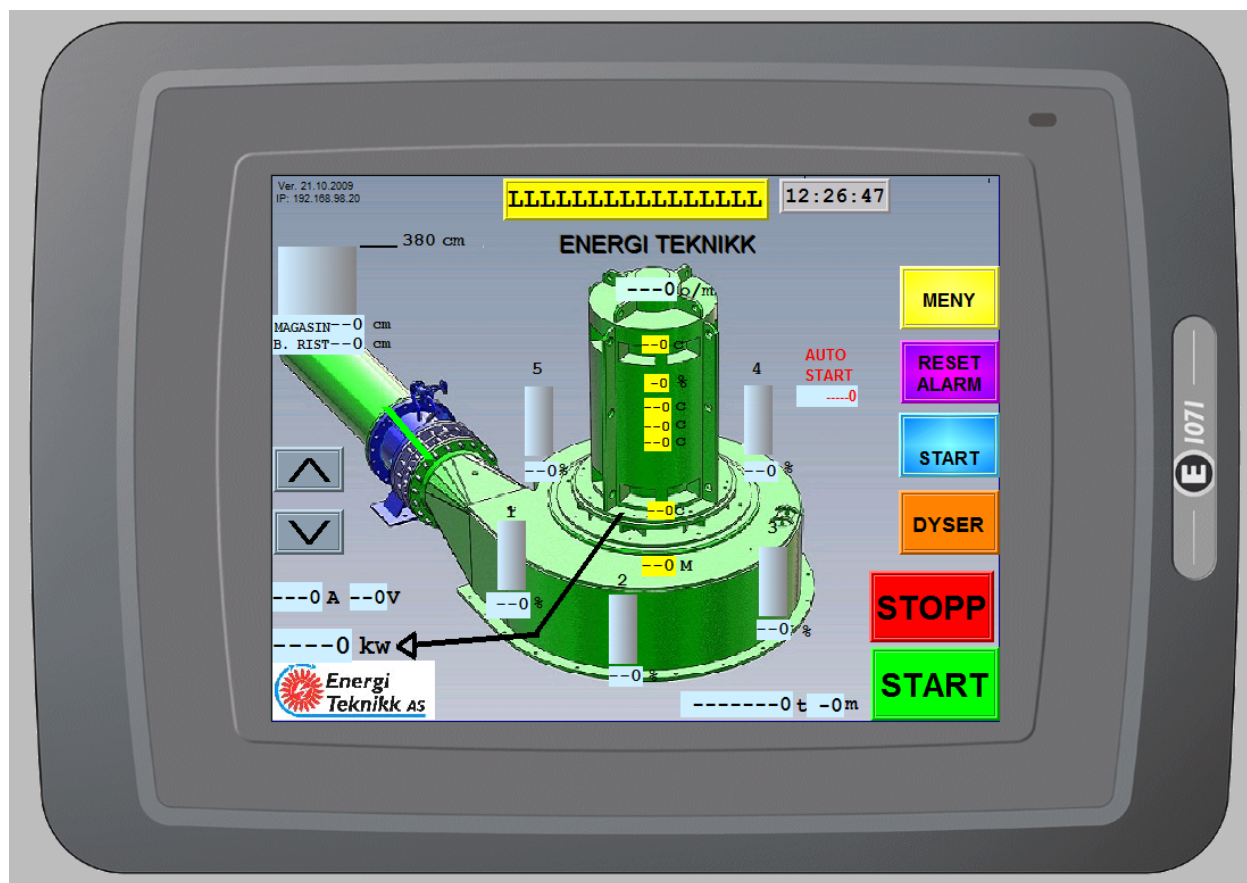 Ver. 21.10.2009
IP: 192.168.98.20
LLLLLLLLLLLLLLLL
12:26:47
380 cm
ENERGI TEKNIKK
---0 o/m
MENY
MAGASIN--0 cm
B. RIST--0 cm
--0 C
AUTO
START
-----0
RESET
ALARM
5
4
-0 %
--0 C
--0 C
--0 C
START
--0%
--0 %
1
--0C
3
DYSER
--0 M
2
---0 A --0V
--0 %
--0 %
STOPP
----0 kw
--0 %
START
Energi
Teknikk AS
-------0 t -0m
E 1071